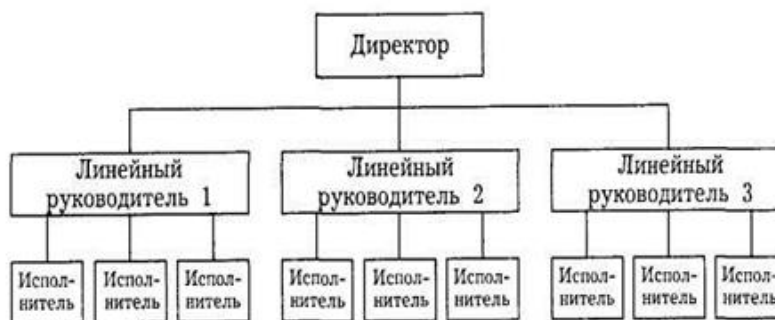 Директор
Линейный
руководитель 1
Линейный
руководитель 2
Линейный
руководитель 3
Испол-
нитель
Испол-
нитель
Испол-
нитель
Испол-
нитель
Испол-
нитель
Испол-
нитель
Испол-
нитель
Испол-
нитель
Испол-
нитель